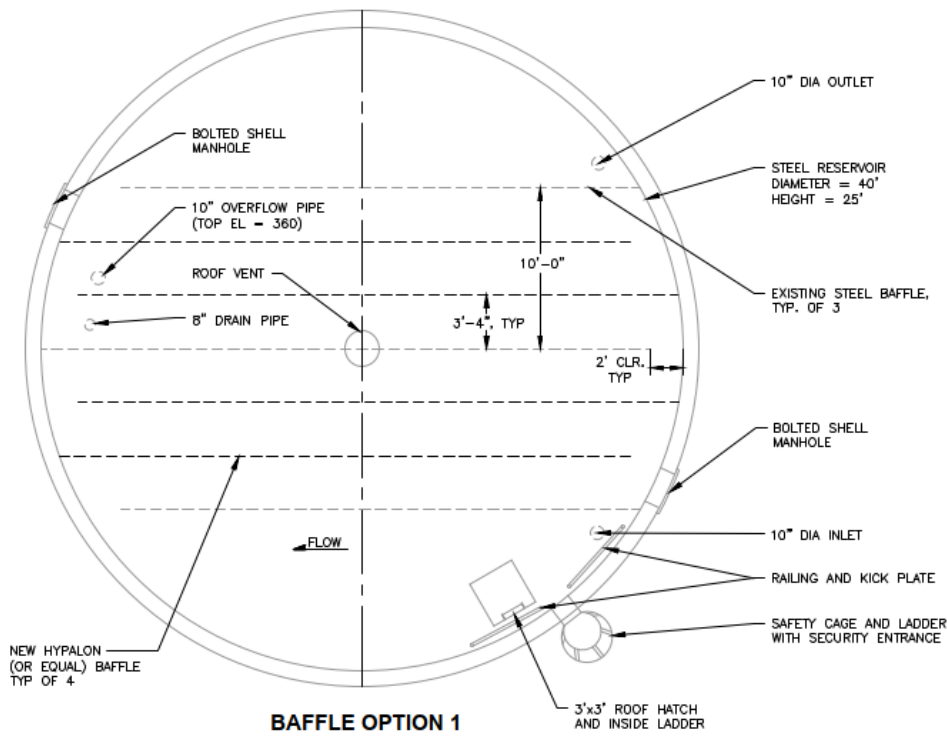 10" DIA OUTLET
BOLTED SHELL
MANHOLE
STEEL RESERVOIR
DIAMETER = 40'
HEIGHT = 25'
10" OVERFLOW PIPE
(TOP EL - 360)
ROOF VENT
10'-0"
EXISTING STEEL BAFFLE,
TYP. OF 3
8" DRAIN PIPE
3'-4", TYP
2' CLR.
TYP
BOLTED SHELL
MANHOLE
10" DIA INLET
FLOW
RAILING AND KICK PLATE
SAFETY CAGE AND LADDER
WITH SECURITY ENTRANCE
NEW HYPALON
(OR EQUAL) BAFFLE
TYP OF 4
3'x3' ROOF HATCH
AND INSIDE LADDER
BAFFLE OPTION 1